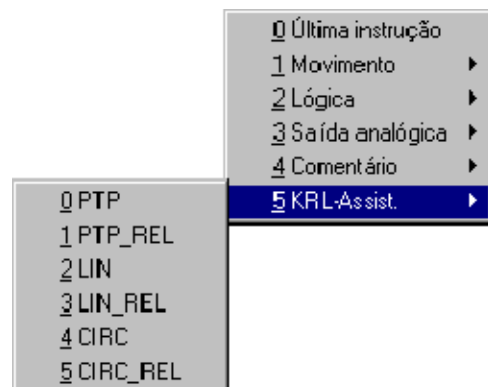 0 Última instrução
1 Movimento
2 Lógica
3 Saída analógica
4 Comentário
5 KRL-Assist.
0 PTP
1 PTP_REL
2 LIN
3 LIN_REL
4 CIRC
5 CIRC_REL